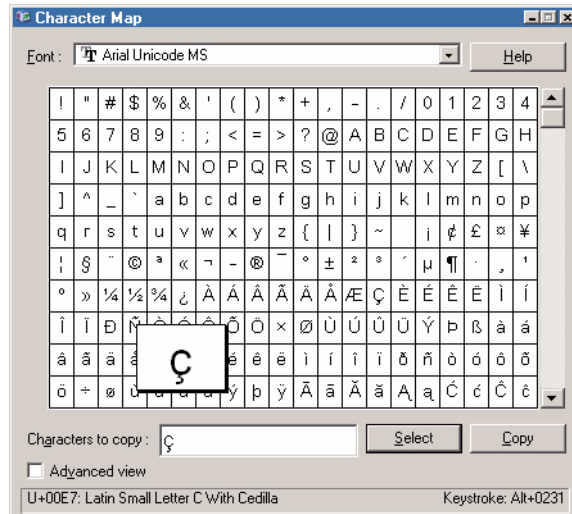 Character Map
Font : Arial Unicode MS Help
! " # $ % & ' ( ) * + , - . / 0 1 2 3 4
5 6 7 8 9 : ; < = > ? @ A B C D E F G H
I J K L M N O P Q R S T U V W X Y Z [ \
] ^ _ ` a b c d e f g h i j k l m n o p
q r s t u v w x y z { | } ~ ¡ ¢ £ ¤ ¥
¦ § ¨ © ª « ¬ - ® ¯ ° ± ² ³ ´ µ ¶ · ¸ ¹
º » ¼ ½ ¾ ¿ À Á Â Ã Ä Å Æ Ç È É Ê Ë Ì Í
Î Ï Ð Ñ Ò Ó Ô Õ Ö × Ø Ù Ú Û Ü Ý Þ ß à á
â ã ä ç é ê ë ì í î ï ð ñ ò ó ô õ
ö ÷ ø ý þ ÿ Ā ā Ă ă Ą ą Ć ć Ĉ ĉ
Characters to copy : ç Select Copy
Advanced view
U+00E7: Latin Small Letter C With Cedilla Keystroke: Alt+0231